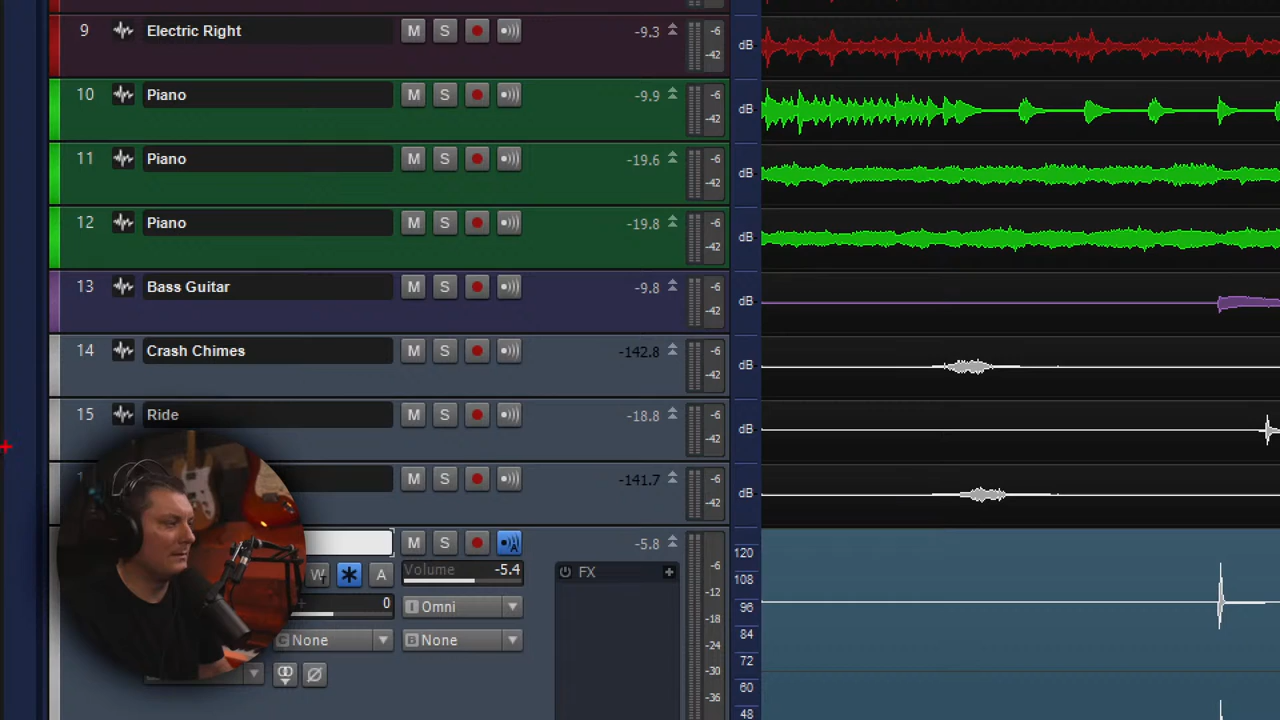 9 Electric Right M S -9.3 -6 -42 dB
10 Piano M S -9.9 -6 -42 dB
11 Piano M S -19.6 -6 -42 dB
12 Piano M S -19.8 -6 -42 dB
13 Bass Guitar M S -9.8 -6 -42 dB
14 Crash Chimes M S -142.8 -6 -42 dB
15 Ride M S -18.8 -6 -42 dB
M S -141.7 -6 -42 dB
M S A -5.8 120
W * A Volume -5.4 FX + -6 108
-12 96
0 I Omni -18 84
C None B None -24 72
-30 60
-36 48